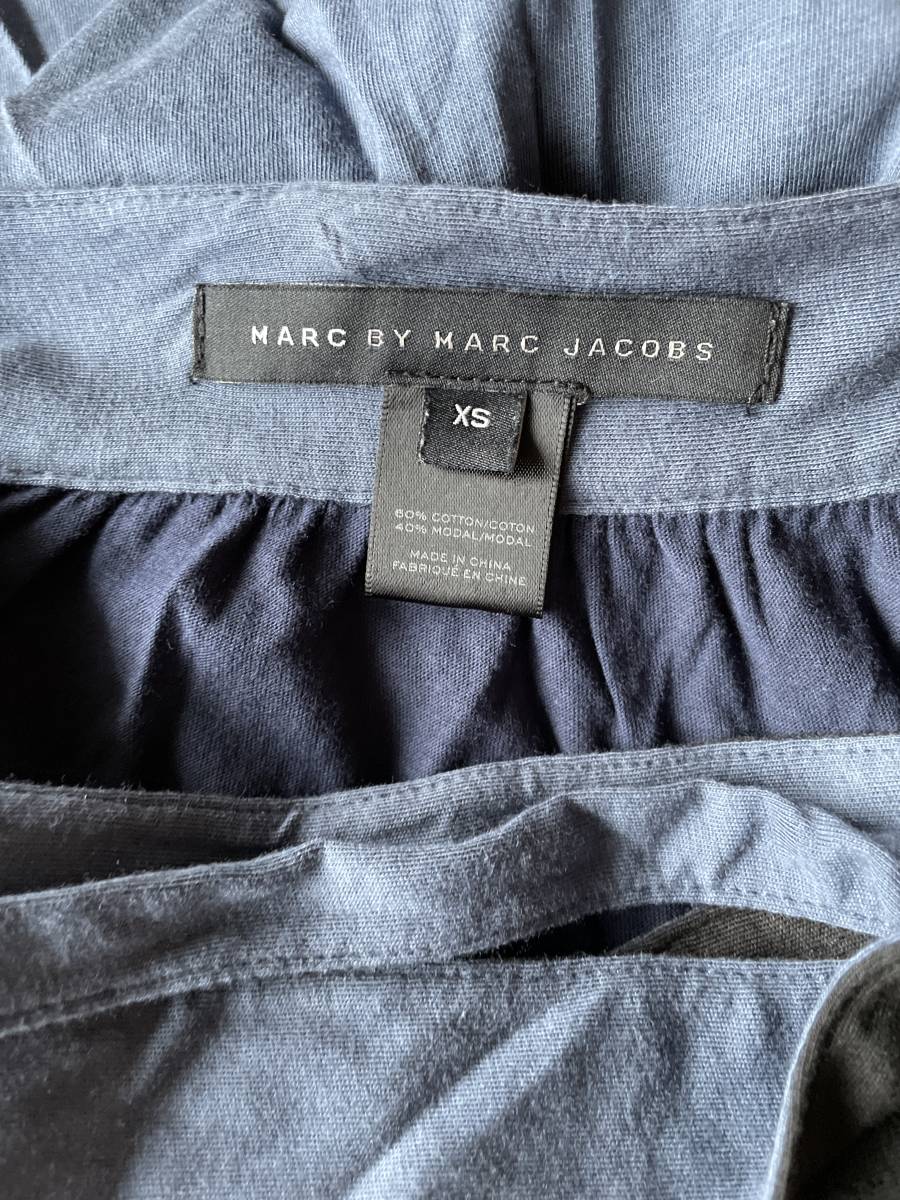 MARC BY MARC JACOBS
XS
60% COTTON/COTON
40% MODAL/MODAL
MADE IN CHINA
FABRIQUÉ EN CHINE